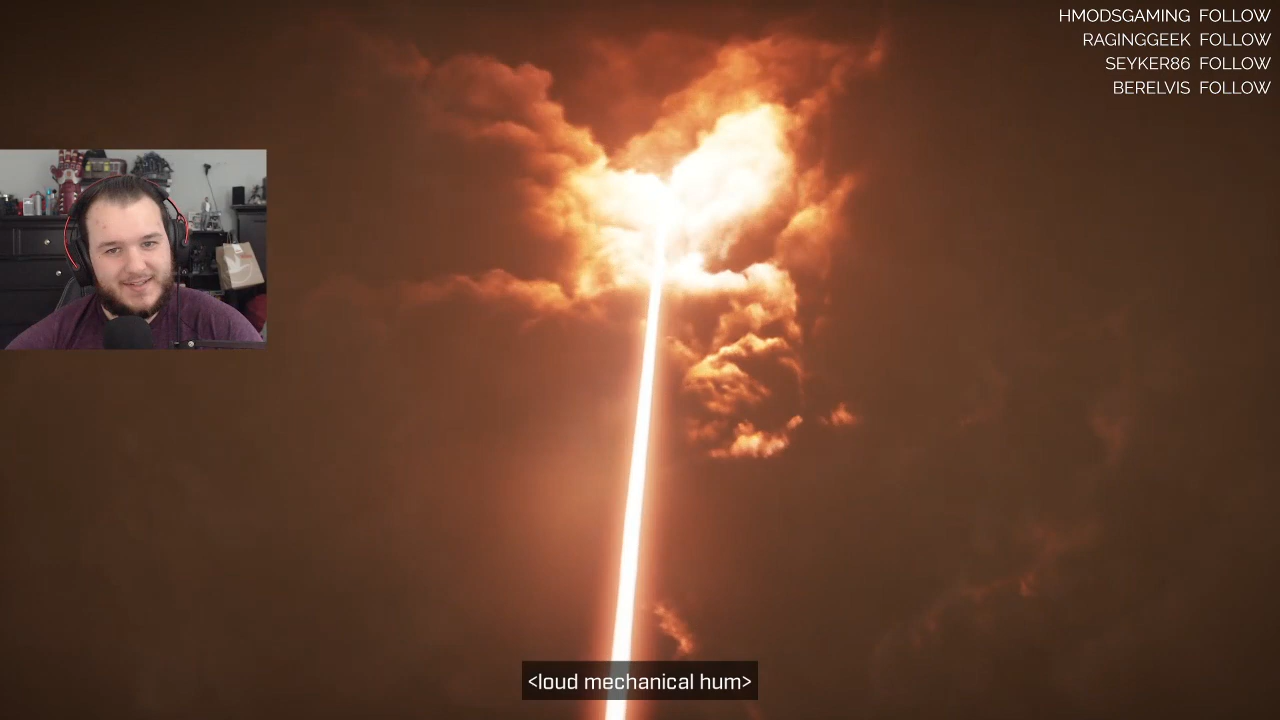 HMODSGAMING FOLLOW
RAGINGGEEK FOLLOW
SEYKER86 FOLLOW
BERELVIS FOLLOW
<loud mechanical hum>